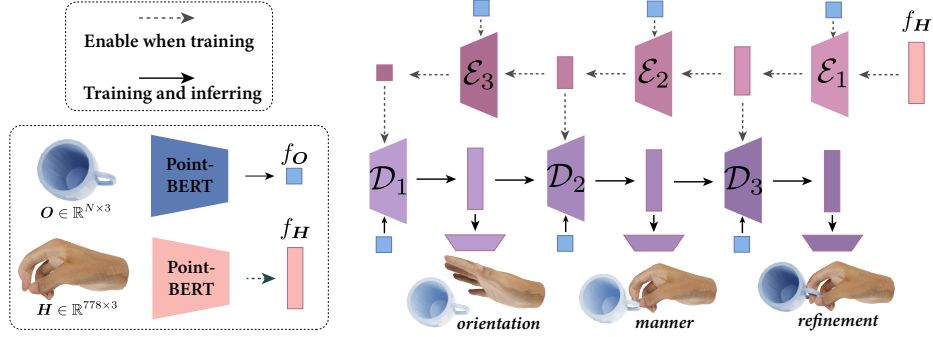 Enable when training
Training and inferring
Point-
BERT
f_O
O ∈ ℝ^{N×3}
Point-
BERT
f_H
H ∈ ℝ^{778×3}
f_H
ℰ_3
ℰ_2
ℰ_1
𝒟_1
𝒟_2
𝒟_3
orientation
manner
refinement